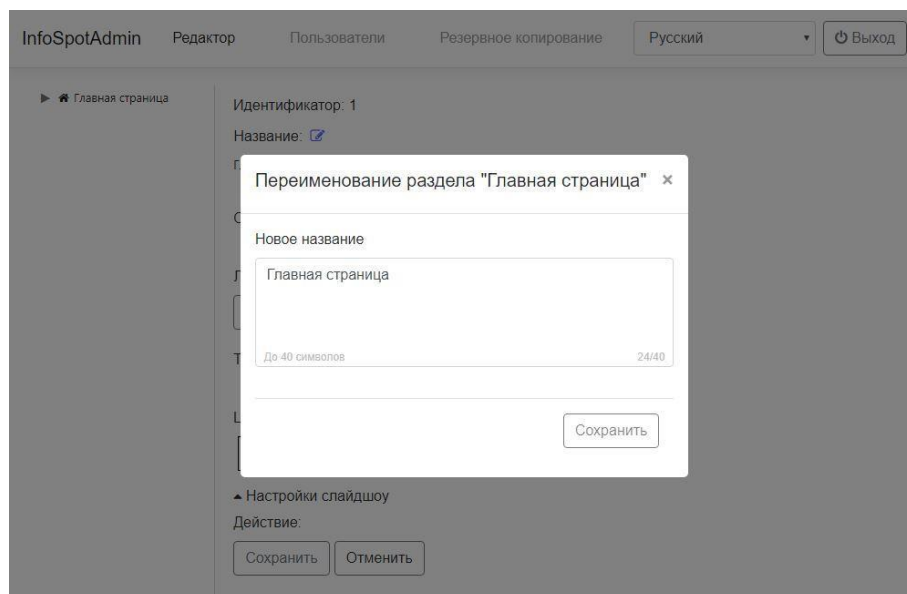 InfoSpotAdmin Редактор Пользователи Резервное копирование Русский Выход
Главная страница
Идентификатор: 1
Название:
Переименование раздела "Главная страница" ×
Новое название
Главная страница
До 40 символов 24/40
Сохранить
Настройки слайдшоу
Действие:
Сохранить Отменить